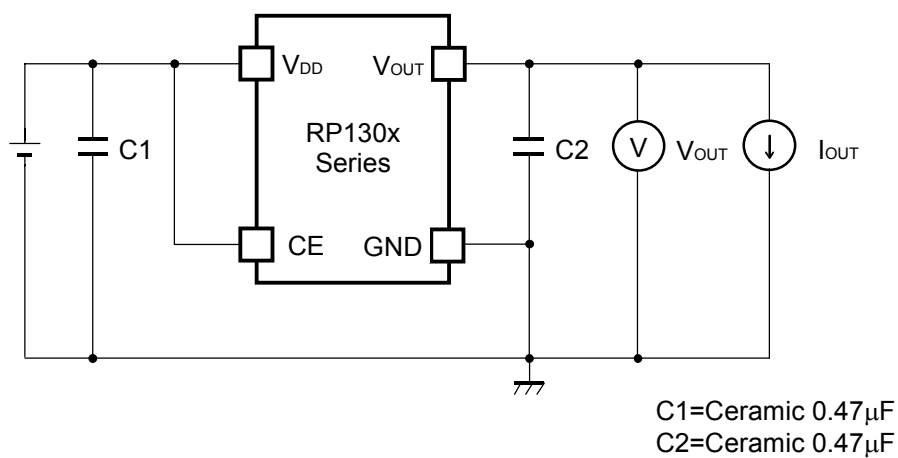 VDD
VOUT
RP130x
Series
C1
C2
V
VOUT
IOUT
CE
GND
C1=Ceramic 0.47μF
C2=Ceramic 0.47μF